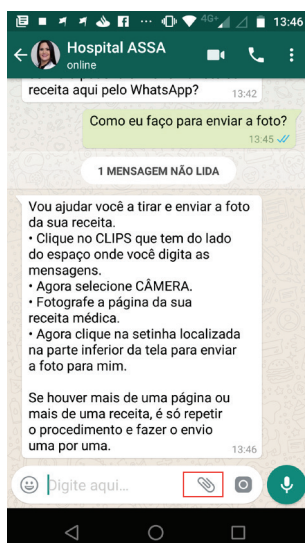 4G+ 13:46
Hospital ASSA
online
receita aqui pelo WhatsApp?
13:42
Como eu faço para enviar a foto?
13:45
1 MENSAGEM NÃO LIDA
Vou ajudar você a tirar e enviar a foto
da sua receita.
• Clique no CLIPS que tem do lado
do espaço onde você digita as
mensagens.
• Agora selecione CÂMERA.
• Fotografe a página da sua
receita médica.
• Agora clique na setinha localizada
na parte inferior da tela para enviar
a foto para mim.
Se houver mais de uma página ou
mais de uma receita, é só repetir
o procedimento e fazer o envio
uma por uma.
13:46
Digite aqui...